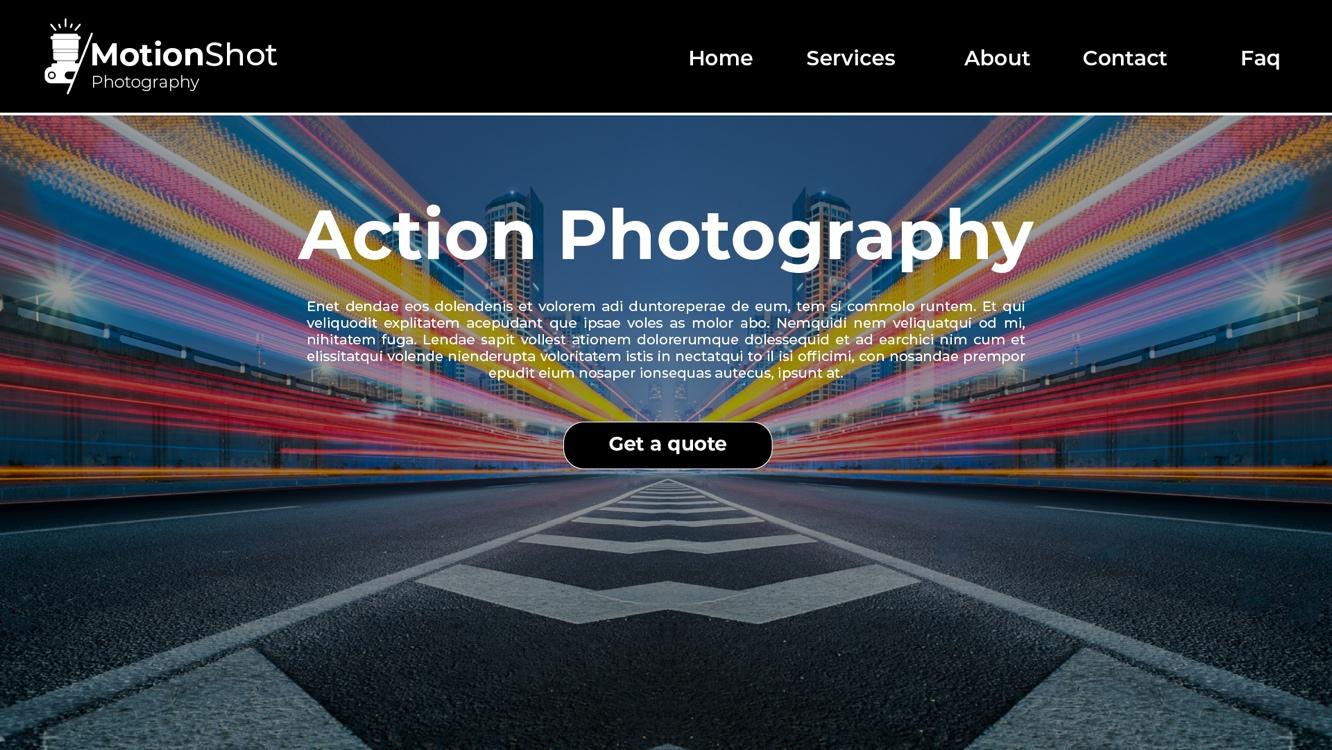 MotionShot
Photography
Home Services About Contact Faq
Action Photography
Enet dendae eos dolendenis et volorem adi duntoreperae de eum, tem si commolo runtem. Et qui
veliquodit explitatem acepudant que ipsae voles as molor abo. Nemquidi nem veliquatqui od mi,
nihitatem fuga. Lendae sapit vollest ationem dolorerumque dolessequid et ad earchici nim cum et
elissitatqui volende nienderupta voloritatem istis in nectatqui to il isi officimi, con nosandae prempor
epudit eium nosaper ionsequas autecus, ipsunt at.
Get a quote